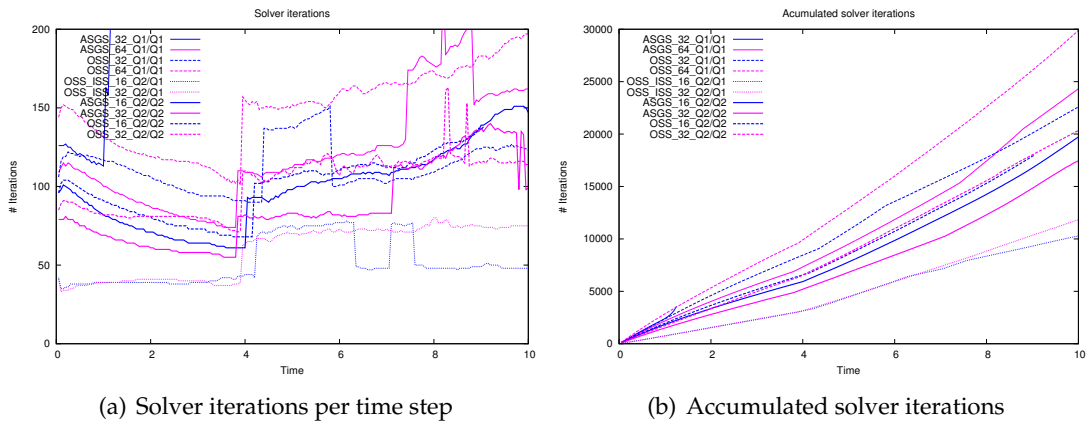 Solver iterations
200
150
100
50
0
# Iterations
ASGS_32_Q1/Q1
ASGS_64_Q1/Q1
OSS_32_Q1/Q1
OSS_64_Q1/Q1
OSS_ISS_16_Q2/Q1
OSS_ISS_32_Q2/Q1
ASGS_16_Q2/Q2
ASGS_32_Q2/Q2
OSS_16_Q2/Q2
OSS_32_Q2/Q2
0 2 4 6 8 10
Time
(a) Solver iterations per time step
Acumulated solver iterations
30000
25000
20000
15000
10000
5000
0
# Iterations
ASGS_32_Q1/Q1
ASGS_64_Q1/Q1
OSS_32_Q1/Q1
OSS_64_Q1/Q1
OSS_ISS_16_Q2/Q1
OSS_ISS_32_Q2/Q1
ASGS_16_Q2/Q2
ASGS_32_Q2/Q2
OSS_16_Q2/Q2
OSS_32_Q2/Q2
0 2 4 6 8 10
Time
(b) Accumulated solver iterations